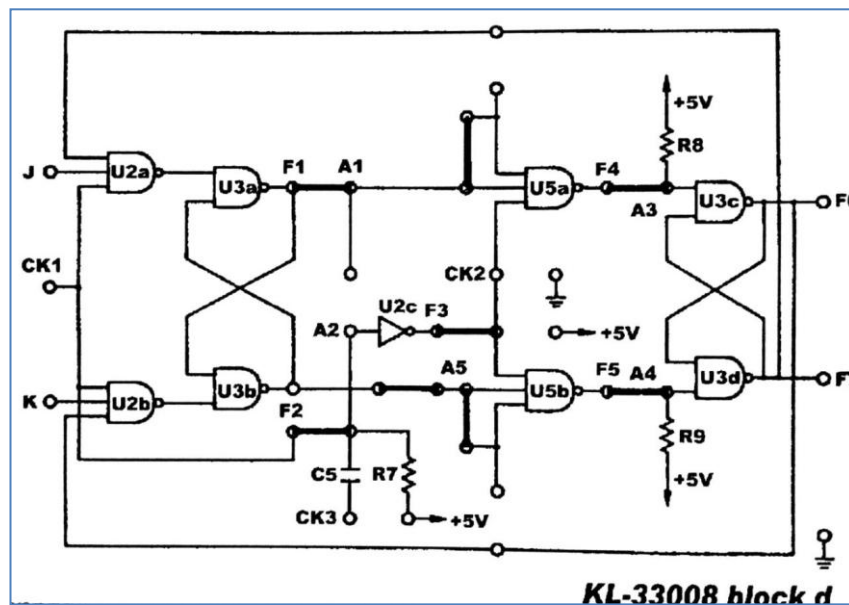 +5V
R8
J
U2a
U3a
F1
A1
U5a
F4
A3
U3c
CK1
CK2
U2c
F3
A2
+5V
K
U2b
U3b
A5
U5b
F5
A4
U3d
F2
C5
R7
R9
CK3
+5V
+5V
KL-33008 block d